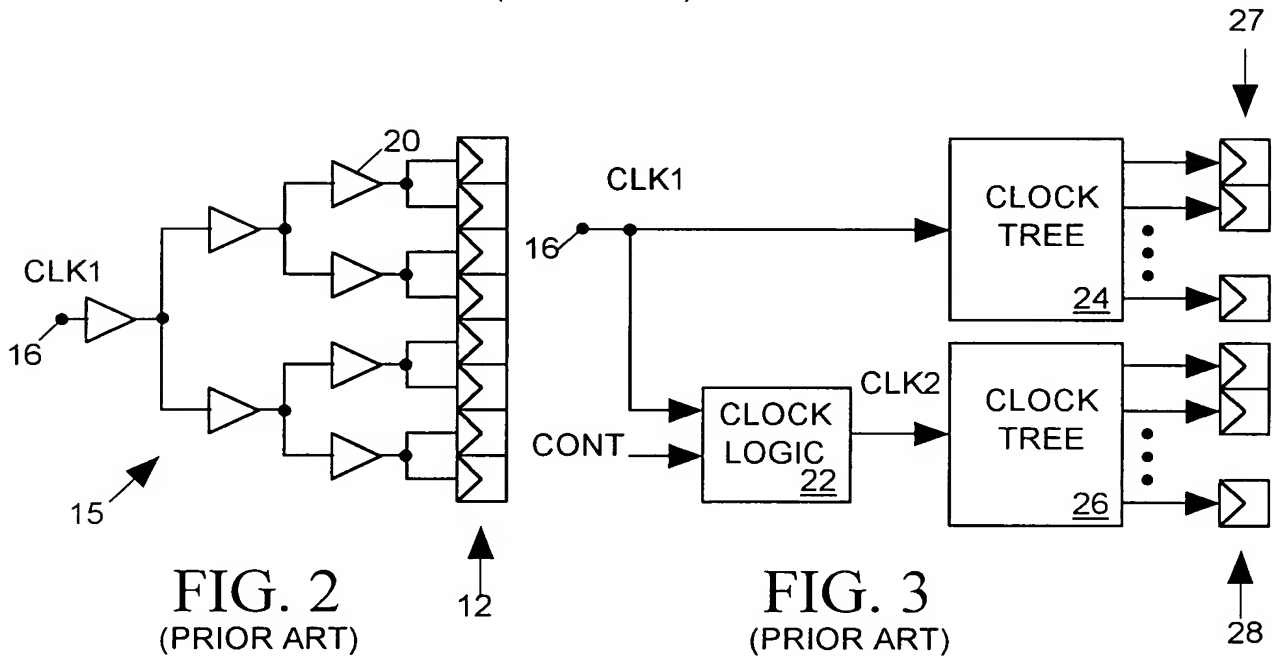 27
20
CLK1
CLOCK
TREE
24
16
CLK1
16
CLK2
CLOCK
LOGIC
22
CONT
CLOCK
TREE
26
15
12
28
FIG. 2
(PRIOR ART)
FIG. 3
(PRIOR ART)